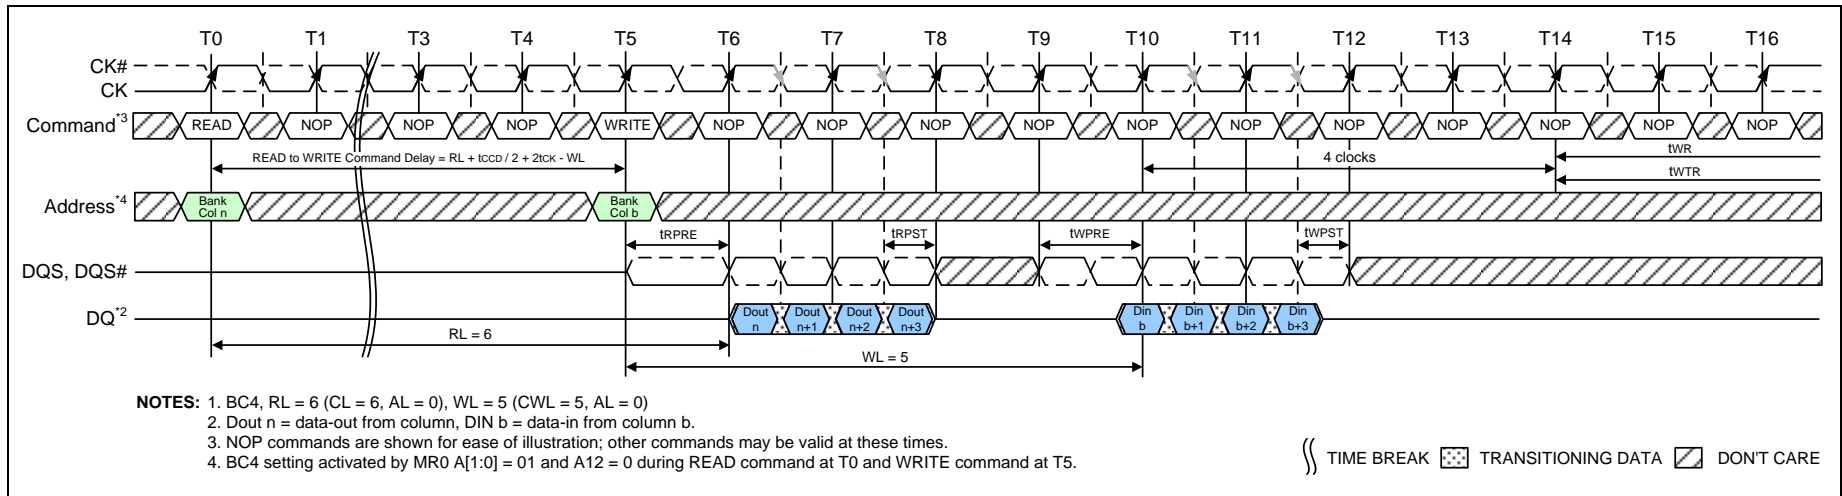 T0 T1 T3 T4 T5 T6 T7 T8 T9 T10 T11 T12 T13 T14 T15 T16
CK#
CK
Command*3 READ NOP NOP NOP WRITE NOP NOP NOP NOP NOP NOP NOP NOP NOP NOP NOP
READ to WRITE Command Delay = RL + tCCD / 2 + 2tCK - WL 4 clocks tWR
tWTR
Address*4 Bank Col n Bank Col b
tRPRE tRPST tWPRE tWPST
DQS, DQS#
DQ*2 Dout n Dout n+1 Dout n+2 Dout n+3 Din b Din b+1 Din b+2 Din b+3
RL = 6
WL = 5
NOTES: 1. BC4, RL = 6 (CL = 6, AL = 0), WL = 5 (CWL = 5, AL = 0)
2. Dout n = data-out from column, DIN b = data-in from column b.
3. NOP commands are shown for ease of illustration; other commands may be valid at these times.
4. BC4 setting activated by MR0 A[1:0] = 01 and A12 = 0 during READ command at T0 and WRITE command at T5.
TIME BREAK TRANSITIONING DATA DON'T CARE